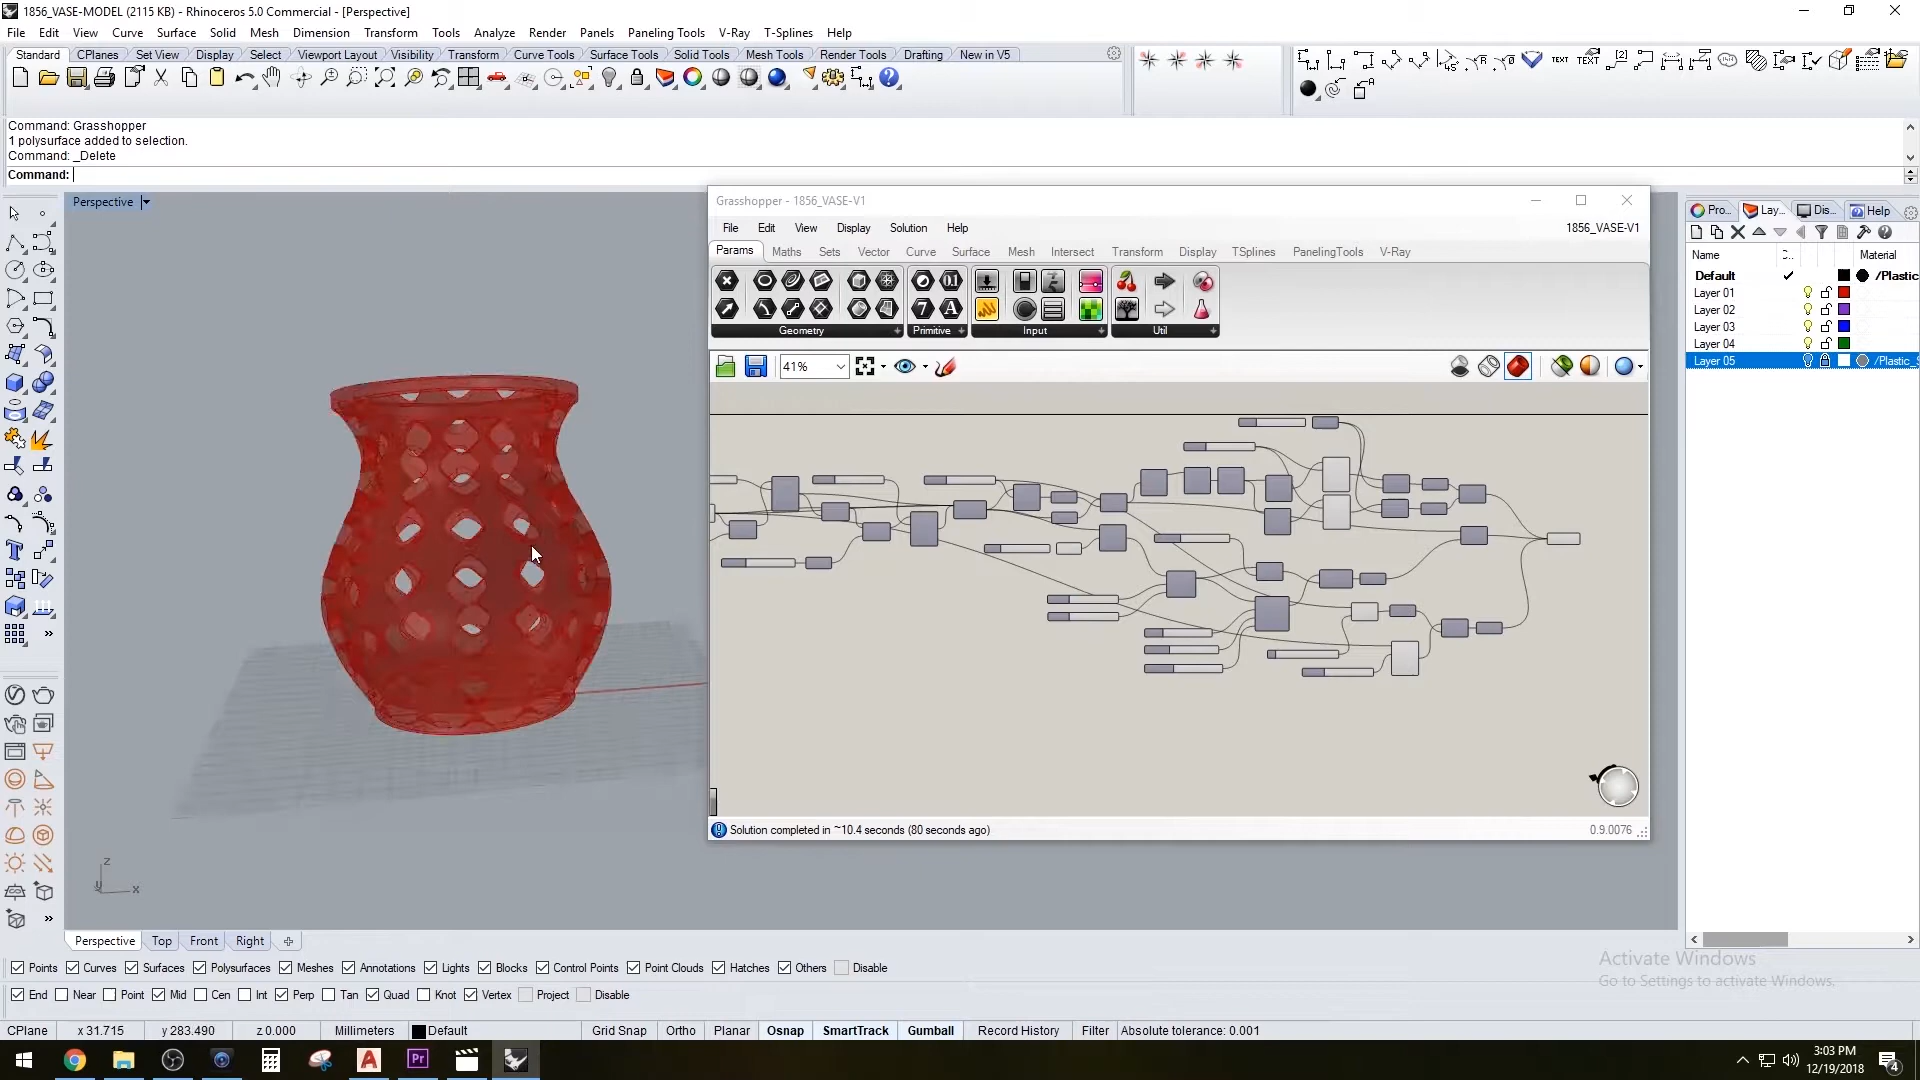 1856_VASE-MODEL (2115 KB) - Rhinoceros 5.0 Commercial - [Perspective]
File Edit View Curve Surface Solid Mesh Dimension Transform Tools Analyze Render Panels Paneling Tools V-Ray T-Splines Help
Standard CPlanes Set View Display Select Viewport Layout Visibility Transform Curve Tools Surface Tools Solid Tools Mesh Tools Render Tools Drafting New in V5
Command: Grasshopper
1 polysurface added to selection.
Command: _Delete
Command:
Perspective
Grasshopper - 1856_VASE-V1
File Edit View Display Solution Help 1856_VASE-V1
Params Maths Sets Vector Curve Surface Mesh Intersect Transform Display TSplines PanelingTools V-Ray
Geometry Primitive Input Util
41%
Solution completed in ~10.4 seconds (80 seconds ago) 0.9.0076
Pro... Lay... Dis... Help
Name Material
Default /Plastic
Layer 01
Layer 02
Layer 03
Layer 04
Layer 05 /Plastic_S
z
y x
Perspective Top Front Right
Points Curves Surfaces Polysurfaces Meshes Annotations Lights Blocks Control Points Point Clouds Hatches Others Disable
End Near Point Mid Cen Int Perp Tan Quad Knot Vertex Project Disable
Activate Windows
Go to Settings to activate Windows.
CPlane x 31.715 y 283.490 z 0.000 Millimeters Default Grid Snap Ortho Planar Osnap SmartTrack Gumball Record History Filter Absolute tolerance: 0.001
3:03 PM
12/19/2018
4